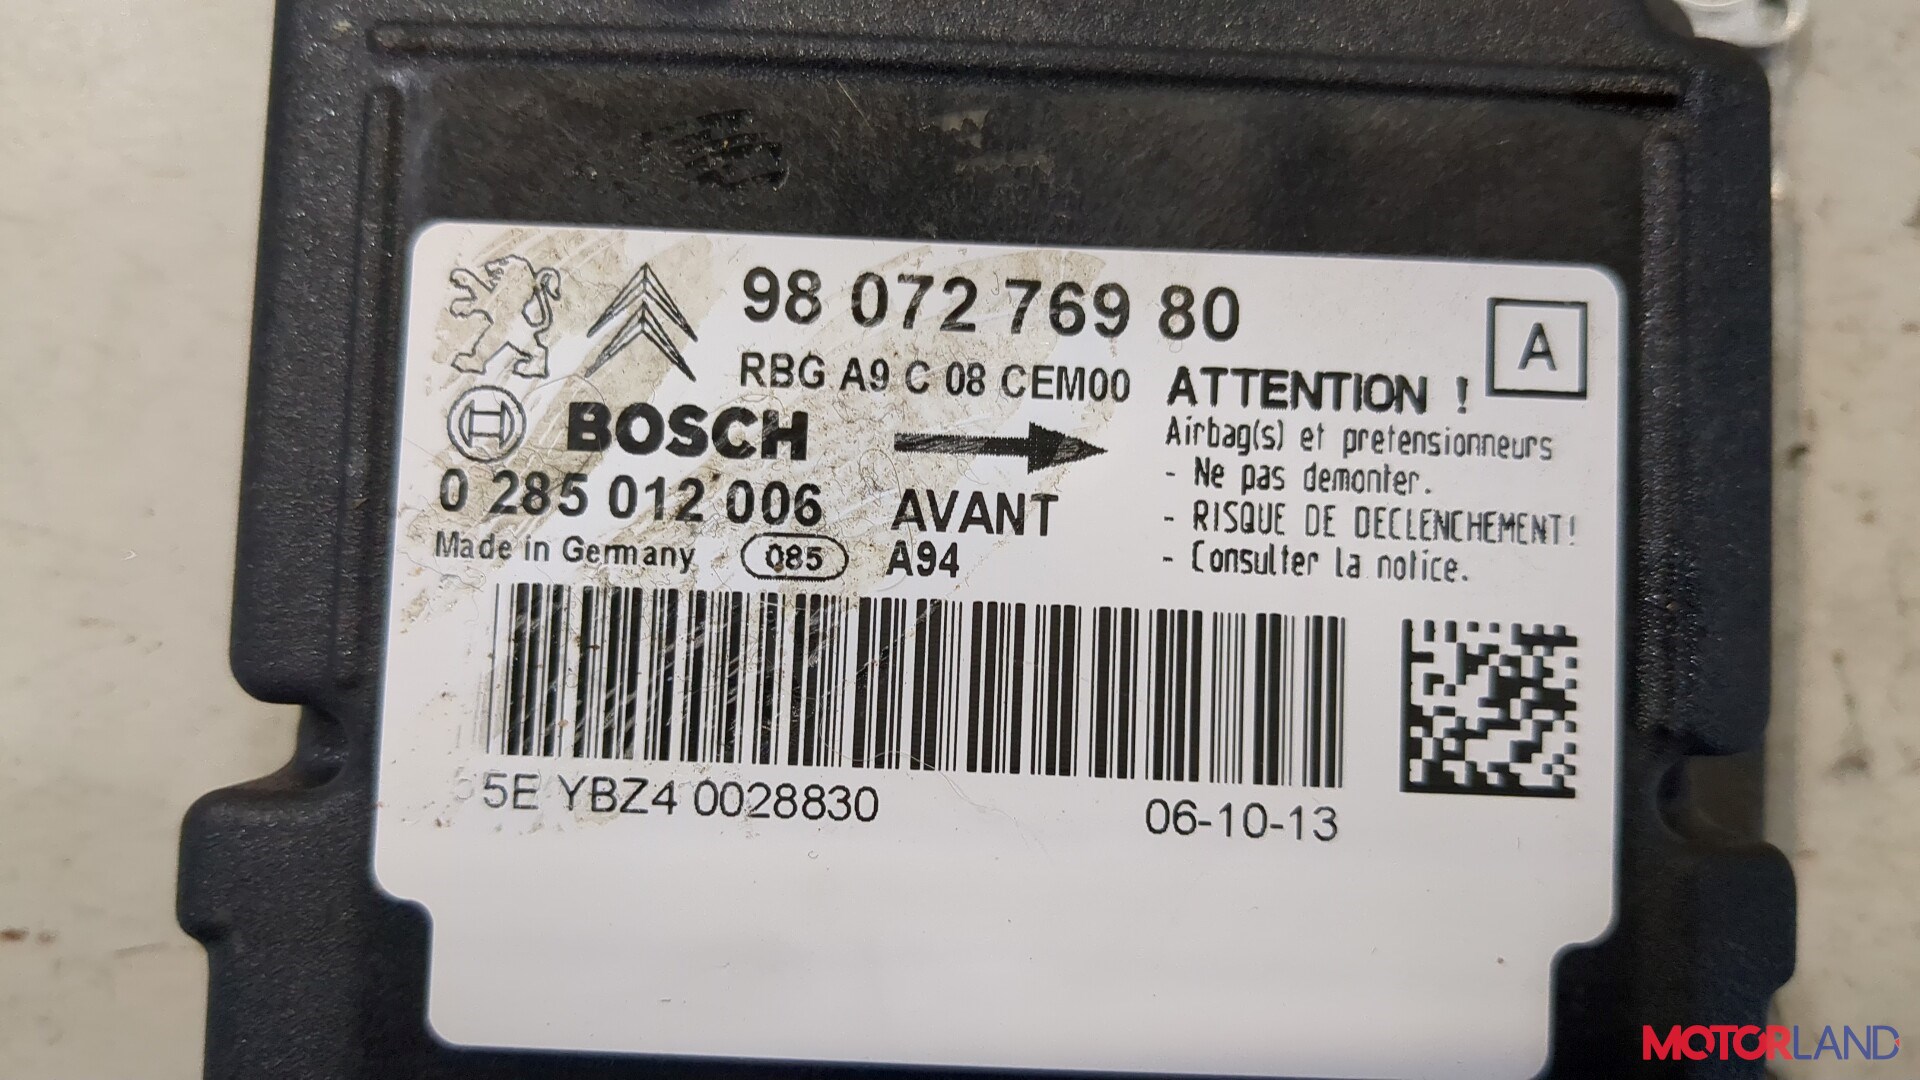 98 072 769 80
A
RBG A9 C 08 CEM00
ATTENTION !
BOSCH
Airbag(s) et pretensionneurs
- Ne pas demonter.
0 285 012 006
AVANT
- RISQUE DE DECLENCHEMENT!
Made in Germany
085
A94
- Consulter la notice.
5E YBZ4 0028830
06-10-13
MOTORLAND